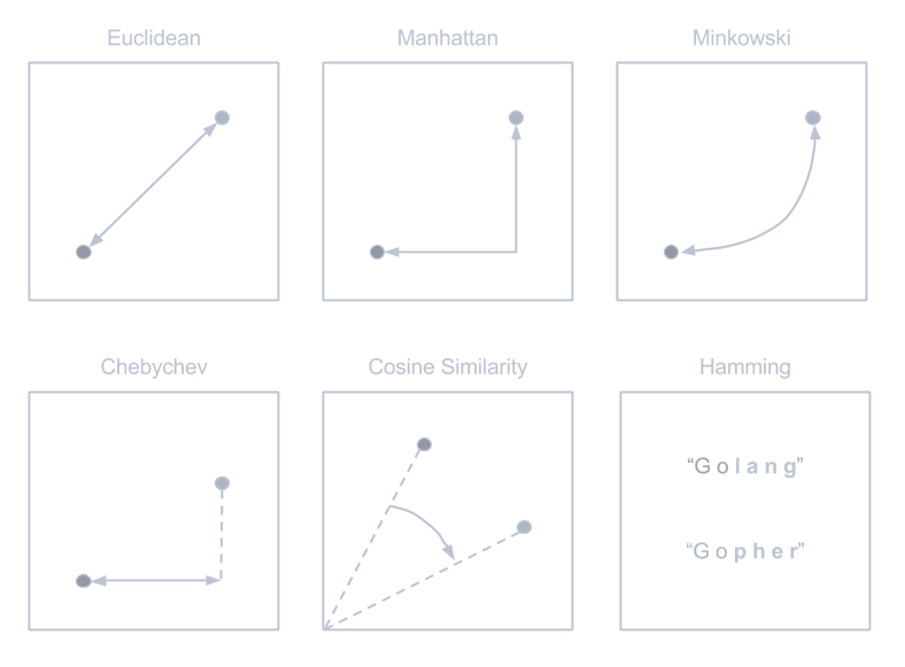 Euclidean
Manhattan
Minkowski
Chebychev
Cosine Similarity
Hamming
“Golang”
“Gopher”